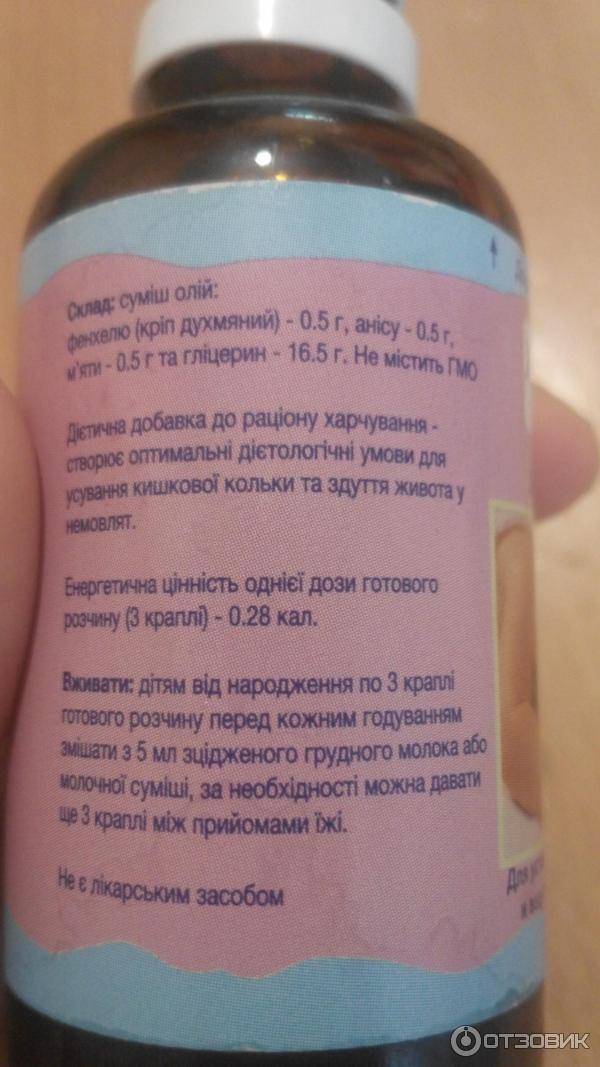 Склад: суміш олій:
фенхелю (кріп духмяний) - 0.5 г, анісу - 0.5 г,
м'яти - 0.5 г та гліцерин - 16.5 г. Не містить ГМО
Дієтична добавка до раціону харчування -
створює оптимальні дієтологічні умови для
усування кишкової кольки та здуття живота у
немовлят.
Енергетична цінність однієї дози готового
розчину (3 краплі) - 0.28 кал.
Вживати: дітям від народження по 3 краплі
готового розчину перед кожним годуванням
змішати з 5 мл зцідженого грудного молока або
молочної суміші, за необхідності можна давати
ще 3 краплі між прийомами їжі.
Не є лікарським засобом
Для
ОТЗОВИК